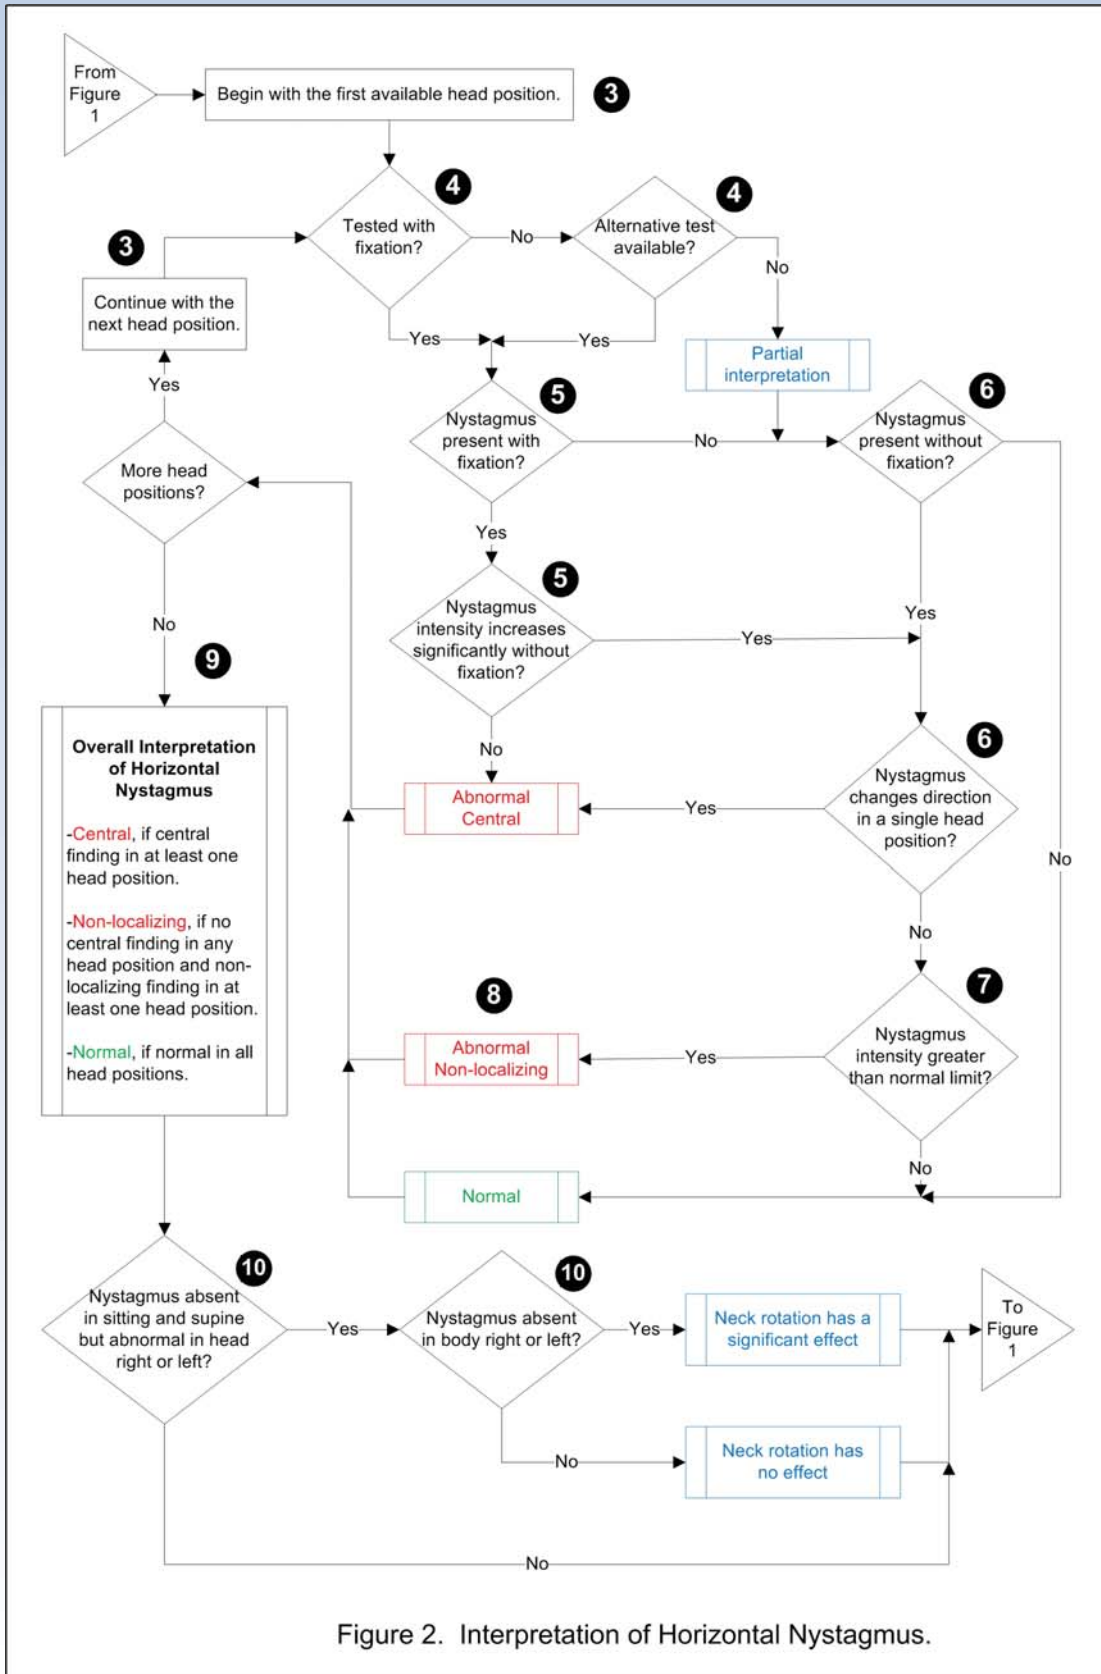 From
Figure
1
Begin with the first available head position.
3
4
Tested with
fixation?
No
4
Alternative test
available?
No
3
Continue with the
next head position.
Yes
Yes
Yes
Partial
interpretation
5
Nystagmus
present with
fixation?
No
6
Nystagmus
present without
fixation?
More head
positions?
Yes
5
Nystagmus
intensity increases
significantly without
fixation?
Yes
Yes
No
No
9
Overall Interpretation
of Horizontal
Nystagmus
-Central, if central
finding in at least one
head position.
-Non-localizing, if no
central finding in any
head position and non-
localizing finding in at
least one head position.
-Normal, if normal in all
head positions.
Abnormal
Central
Yes
6
Nystagmus
changes direction
in a single head
position?
No
No
8
Abnormal
Non-localizing
Yes
7
Nystagmus
intensity greater
than normal limit?
No
Normal
10
Nystagmus absent
in sitting and supine
but abnormal in head
right or left?
Yes
10
Nystagmus absent
in body right or left?
Yes
Neck rotation has a
significant effect
To
Figure
1
No
Neck rotation has
no effect
No
Figure 2. Interpretation of Horizontal Nystagmus.